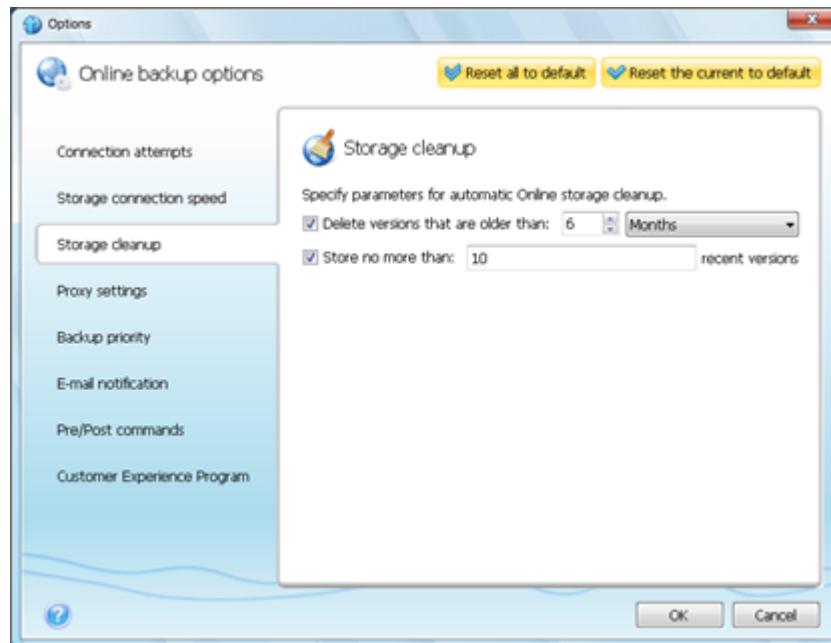 Options
Online backup options
Reset all to default
Reset the current to default
Connection attempts
Storage connection speed
Storage cleanup
Proxy settings
Backup priority
E-mail notification
Pre/Post commands
Customer Experience Program
Storage cleanup
Specify parameters for automatic Online storage cleanup.
Delete versions that are older than: 6 Months
Store no more than: 10 recent versions
OK
Cancel